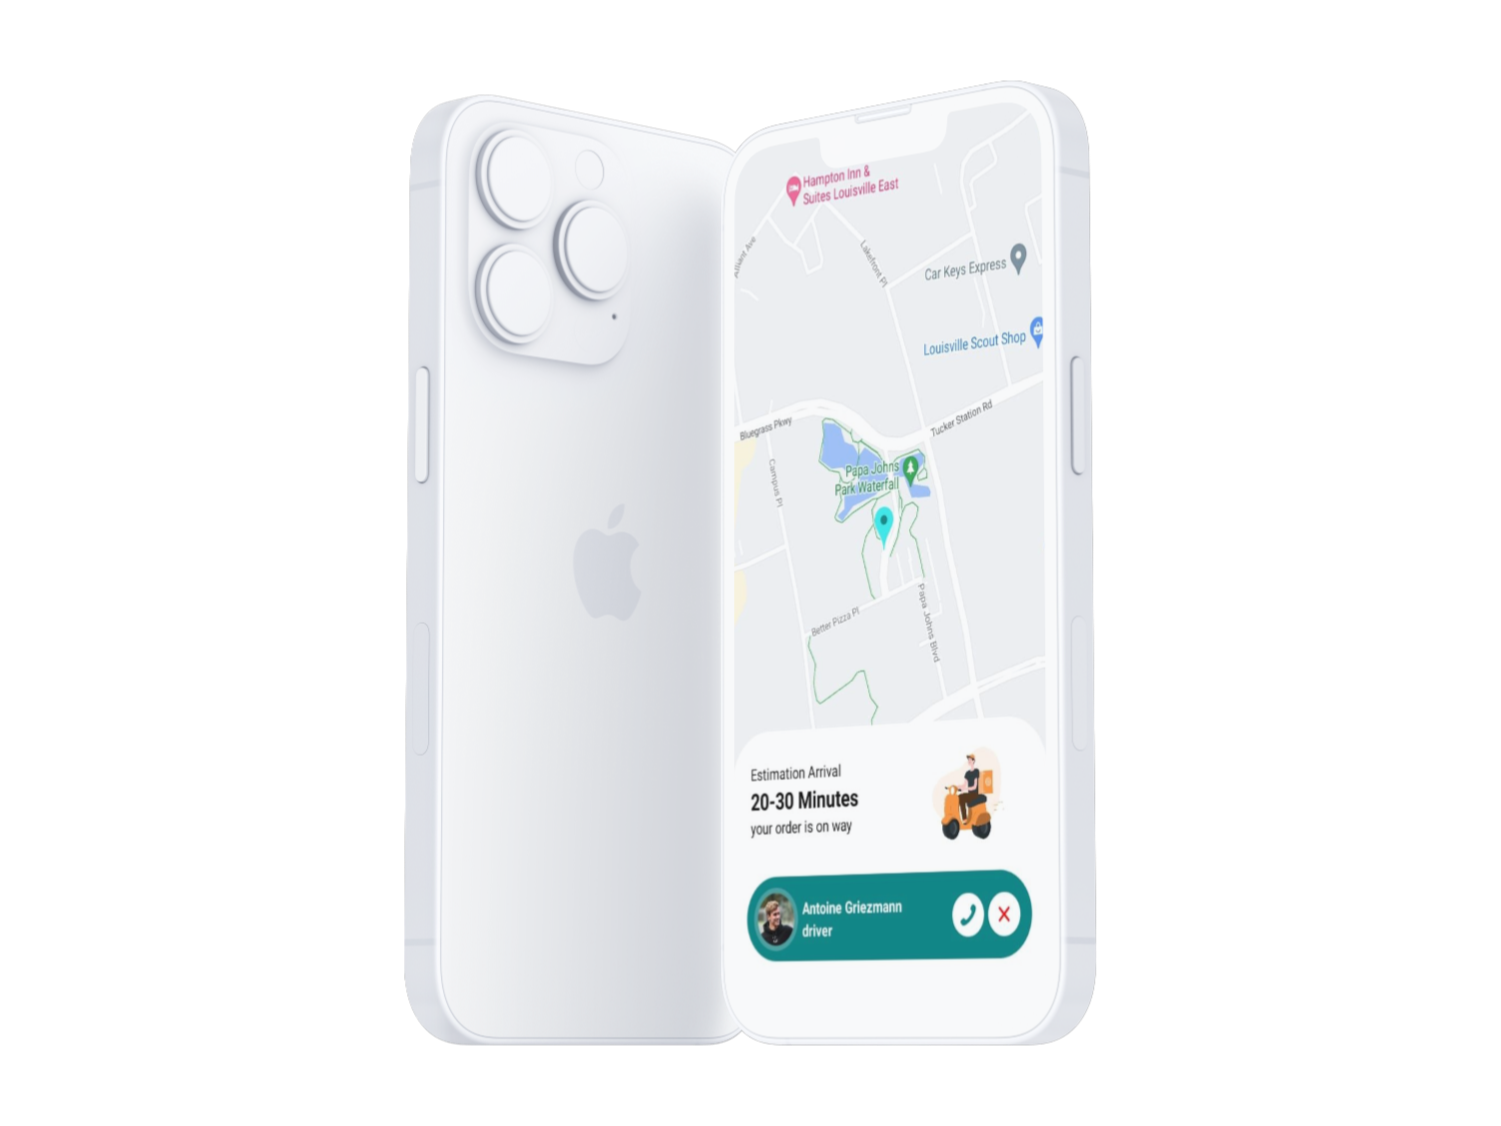 Hampton Inn &
Suites Louisville East
Alliant Ave
Lakefront Pl
Car Keys Express
Louisville Scout Shop
Tucker Station Rd
Bluegrass Pkwy
Campus Pl
Papa Johns
Park Waterfall
Better Pizza Pl
Papa Johns Blvd
Estimation Arrival
20-30 Minutes
your order is on way
Antoine Griezmann
driver